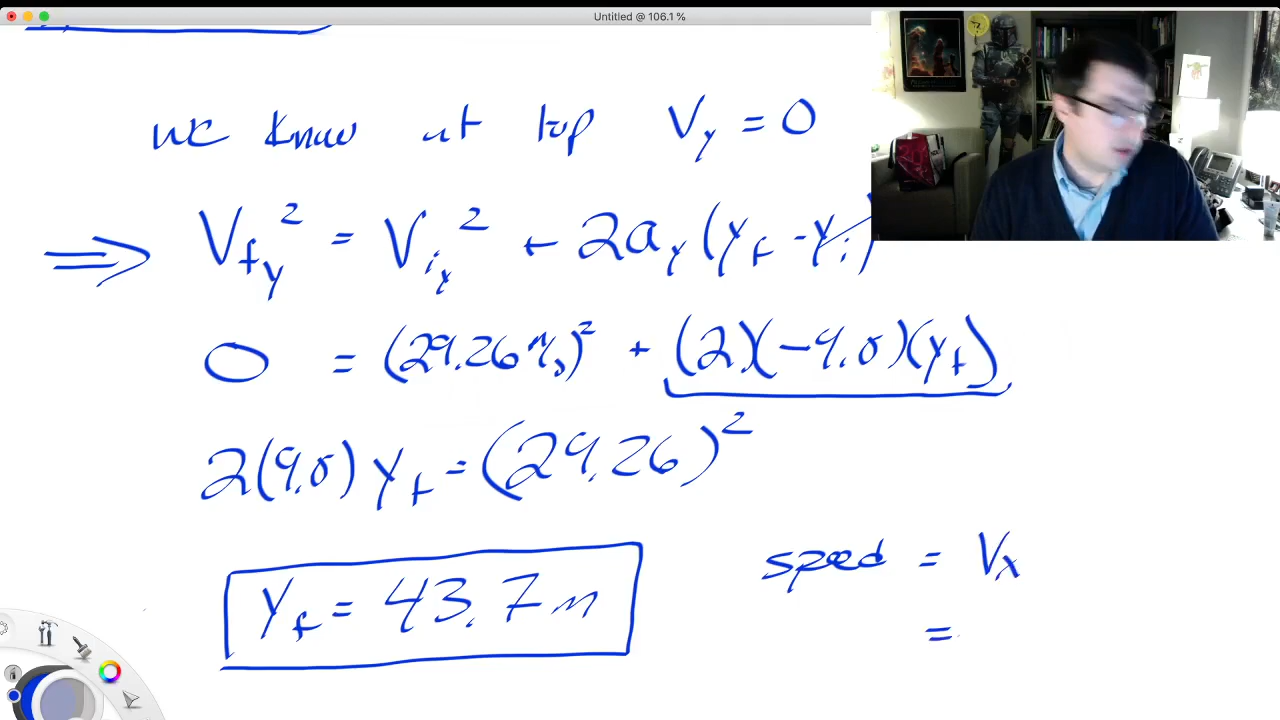 Untitled @ 106.1 %
we know at top Vy = 0
⇒ Vfy² = Viy² + 2ay (yf - yi)
0 = (29.26 m/s)² + (2)(-9.8)(yf)
2(9.8) yf = (29.26)²
yf = 43.7 m
speed = Vx
=